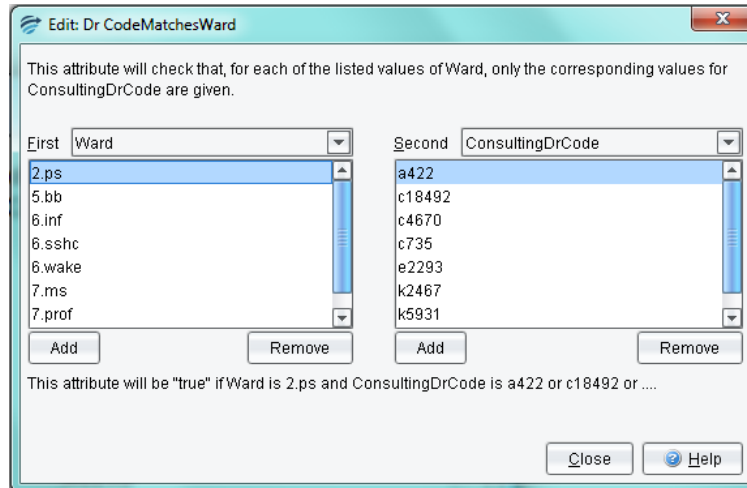 Edit: Dr CodeMatchesWard
This attribute will check that, for each of the listed values of Ward, only the corresponding values for
ConsultingDrCode are given.
First Ward
Second ConsultingDrCode
2.ps
5.bb
6.inf
6.sshc
6.wake
7.ms
7.prof
a422
c18492
c4670
c735
e2293
k2467
k5931
Add Remove
Add Remove
This attribute will be "true" if Ward is 2.ps and ConsultingDrCode is a422 or c18492 or ....
Close Help